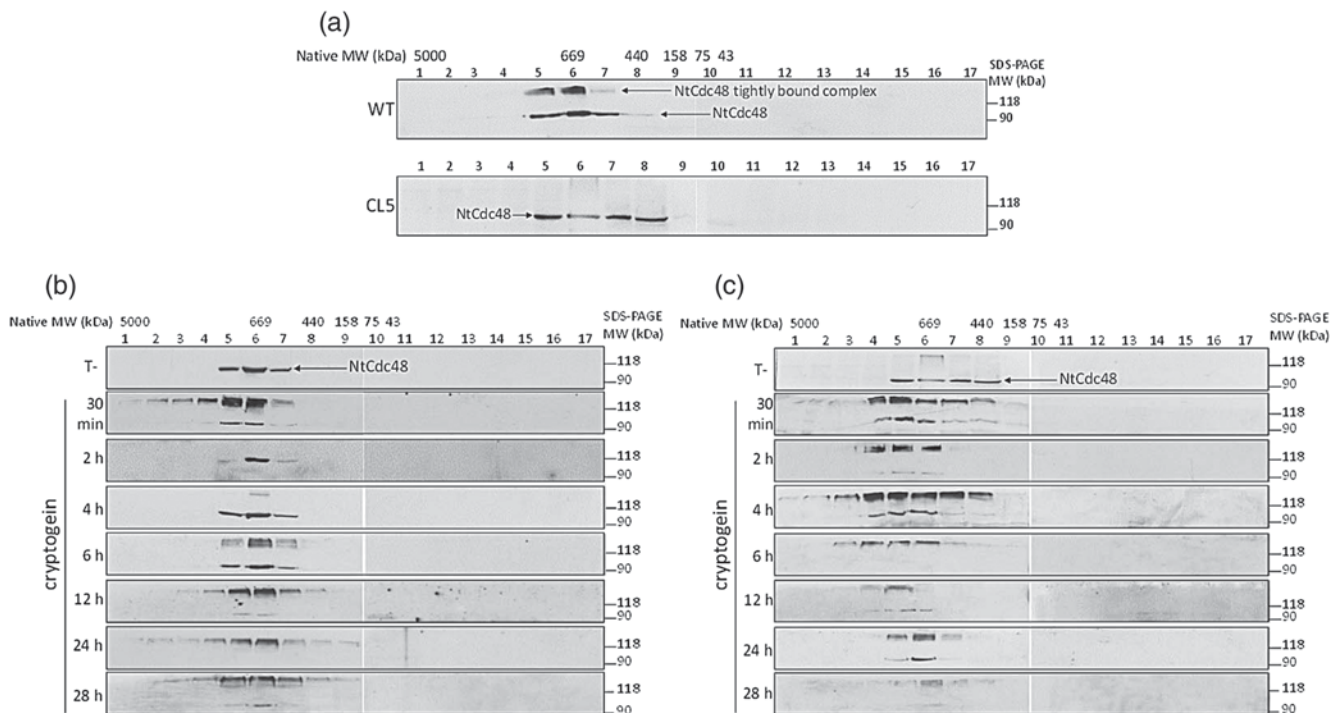 (a)
Native MW (kDa) 5000 669 440 158 75 43
1 2 3 4 5 6 7 8 9 10 11 12 13 14 15 16 17 SDS-PAGE MW (kDa)
WT
NtCdc48 tightly bound complex
118
NtCdc48
90
1 2 3 4 5 6 7 8 9 10 11 12 13 14 15 16 17
CL5
NtCdc48
118
90
(b)
Native MW (kDa) 5000 669 440 158 75 43
1 2 3 4 5 6 7 8 9 10 11 12 13 14 15 16 17
SDS-PAGE
MW (kDa)
T-
NtCdc48
118
90
cryptogein
30
min
118
90
2 h
118
90
4 h
118
90
6 h
118
90
12 h
118
90
24 h
118
90
28 h
118
90
(c)
Native MW (kDa) 5000 669 440 158 75 43
1 2 3 4 5 6 7 8 9 10 11 12 13 14 15 16 17
SDS-PAGE
MW (kDa)
T-
NtCdc48
118
90
cryptogein
30
min
118
90
2 h
118
90
4 h
118
90
6 h
118
90
12 h
118
90
24 h
118
90
28 h
118
90